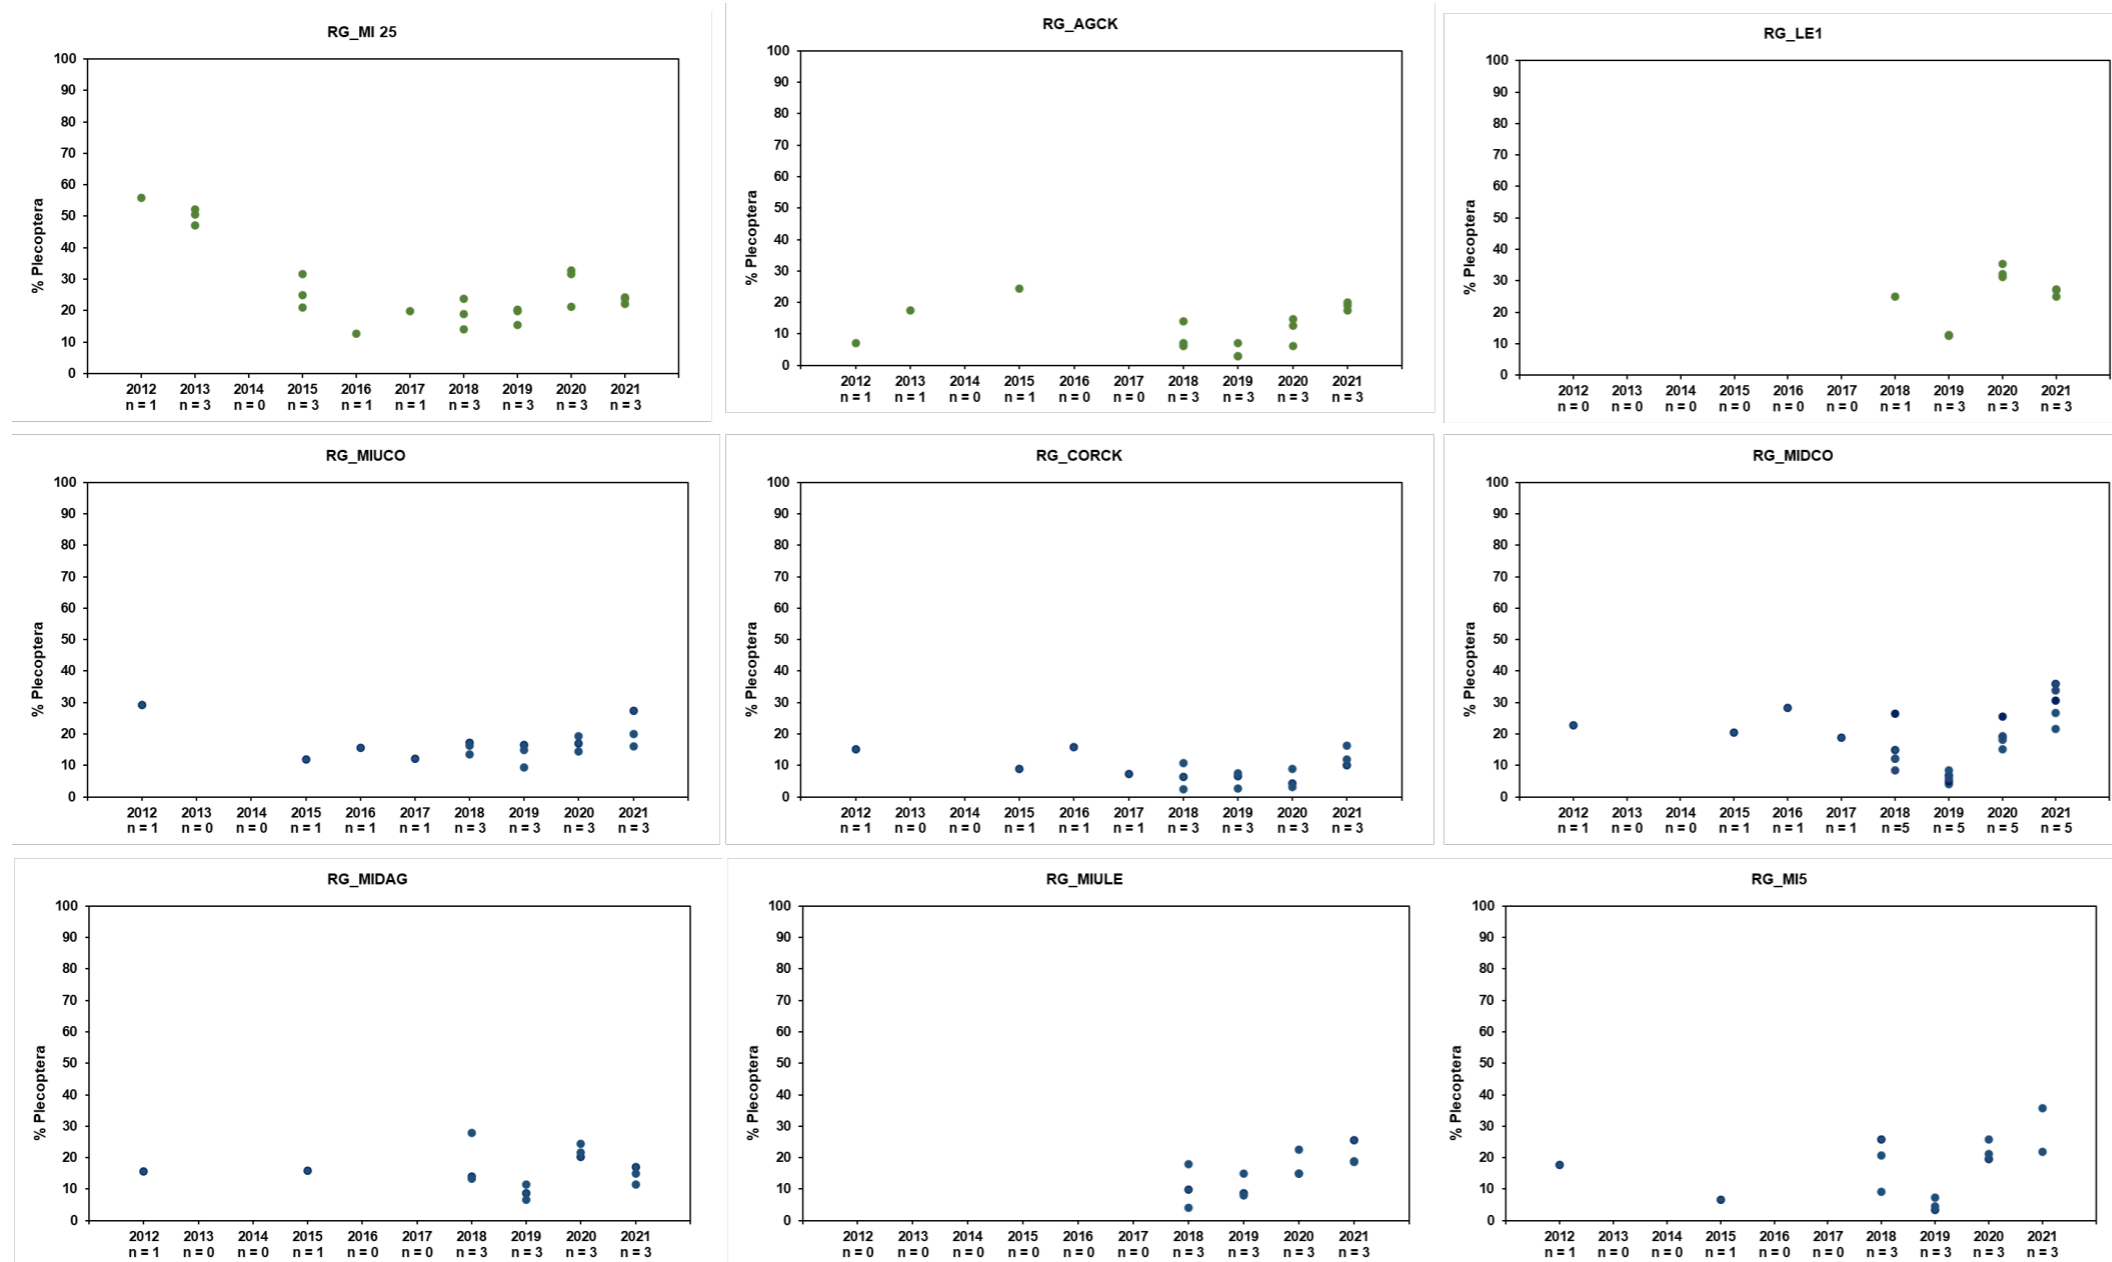 RG_MI 25
% Plecoptera
100
90
80
70
60
50
40
30
20
10
0
2012 2013 2014 2015 2016 2017 2018 2019 2020 2021
n = 1 n = 3 n = 0 n = 3 n = 1 n = 1 n = 3 n = 3 n = 3 n = 3
RG_AGCK
% Plecoptera
100
90
80
70
60
50
40
30
20
10
0
2012 2013 2014 2015 2016 2017 2018 2019 2020 2021
n = 1 n = 1 n = 0 n = 1 n = 0 n = 0 n = 3 n = 3 n = 3 n = 3
RG_LE1
% Plecoptera
100
90
80
70
60
50
40
30
20
10
0
2012 2013 2014 2015 2016 2017 2018 2019 2020 2021
n = 0 n = 0 n = 0 n = 0 n = 0 n = 0 n = 1 n = 3 n = 3 n = 3
RG_MIUCO
% Plecoptera
100
90
80
70
60
50
40
30
20
10
0
2012 2013 2014 2015 2016 2017 2018 2019 2020 2021
n = 1 n = 0 n = 0 n = 1 n = 1 n = 1 n = 3 n = 3 n = 3 n = 3
RG_CORCK
% Plecoptera
100
90
80
70
60
50
40
30
20
10
0
2012 2013 2014 2015 2016 2017 2018 2019 2020 2021
n = 1 n = 0 n = 0 n = 1 n = 1 n = 1 n = 3 n = 3 n = 3 n = 3
RG_MIDCO
% Plecoptera
100
90
80
70
60
50
40
30
20
10
0
2012 2013 2014 2015 2016 2017 2018 2019 2020 2021
n = 1 n = 0 n = 0 n = 1 n = 1 n = 1 n =5 n = 5 n = 5 n = 5
RG_MIDAG
% Plecoptera
100
90
80
70
60
50
40
30
20
10
0
2012 2013 2014 2015 2016 2017 2018 2019 2020 2021
n = 1 n = 0 n = 0 n = 1 n = 0 n = 0 n = 3 n = 3 n = 3 n = 3
RG_MIULE
% Plecoptera
100
90
80
70
60
50
40
30
20
10
0
2012 2013 2014 2015 2016 2017 2018 2019 2020 2021
n = 0 n = 0 n = 0 n = 0 n = 0 n = 0 n = 3 n = 3 n = 3 n = 3
RG_MI5
% Plecoptera
100
90
80
70
60
50
40
30
20
10
0
2012 2013 2014 2015 2016 2017 2018 2019 2020 2021
n = 1 n = 0 n = 0 n = 1 n = 0 n = 0 n = 3 n = 3 n = 3 n = 3